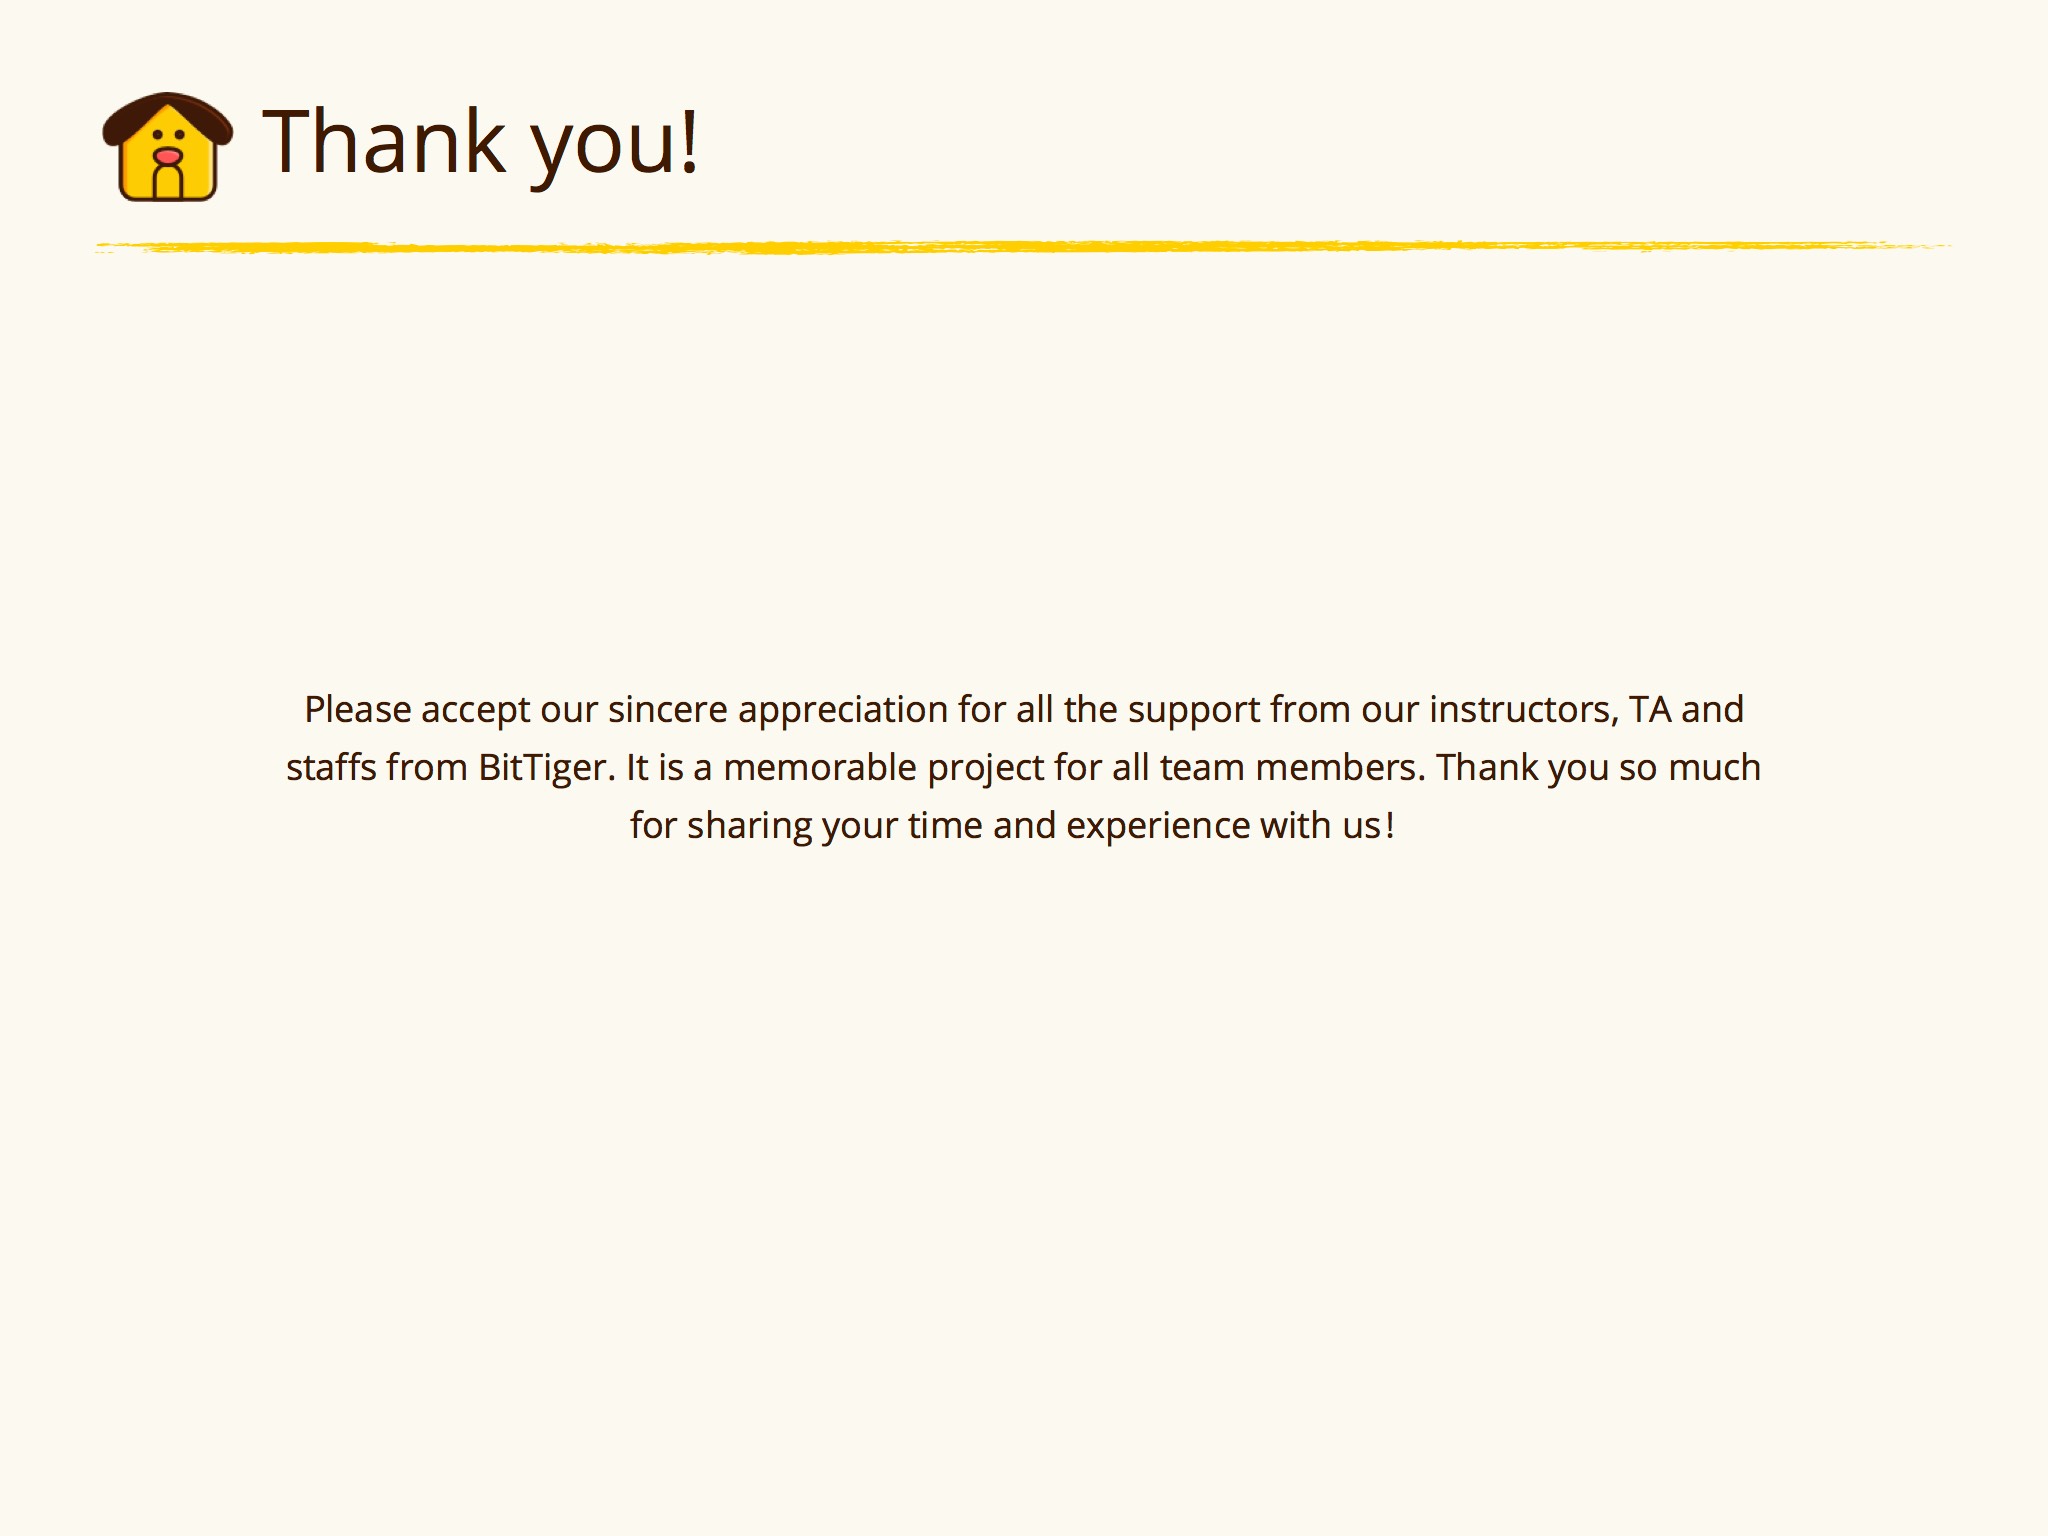 Thank you!
Please accept our sincere appreciation for all the support from our instructors, TA and
staffs from BitTiger. It is a memorable project for all team members. Thank you so much
for sharing your time and experience with us!